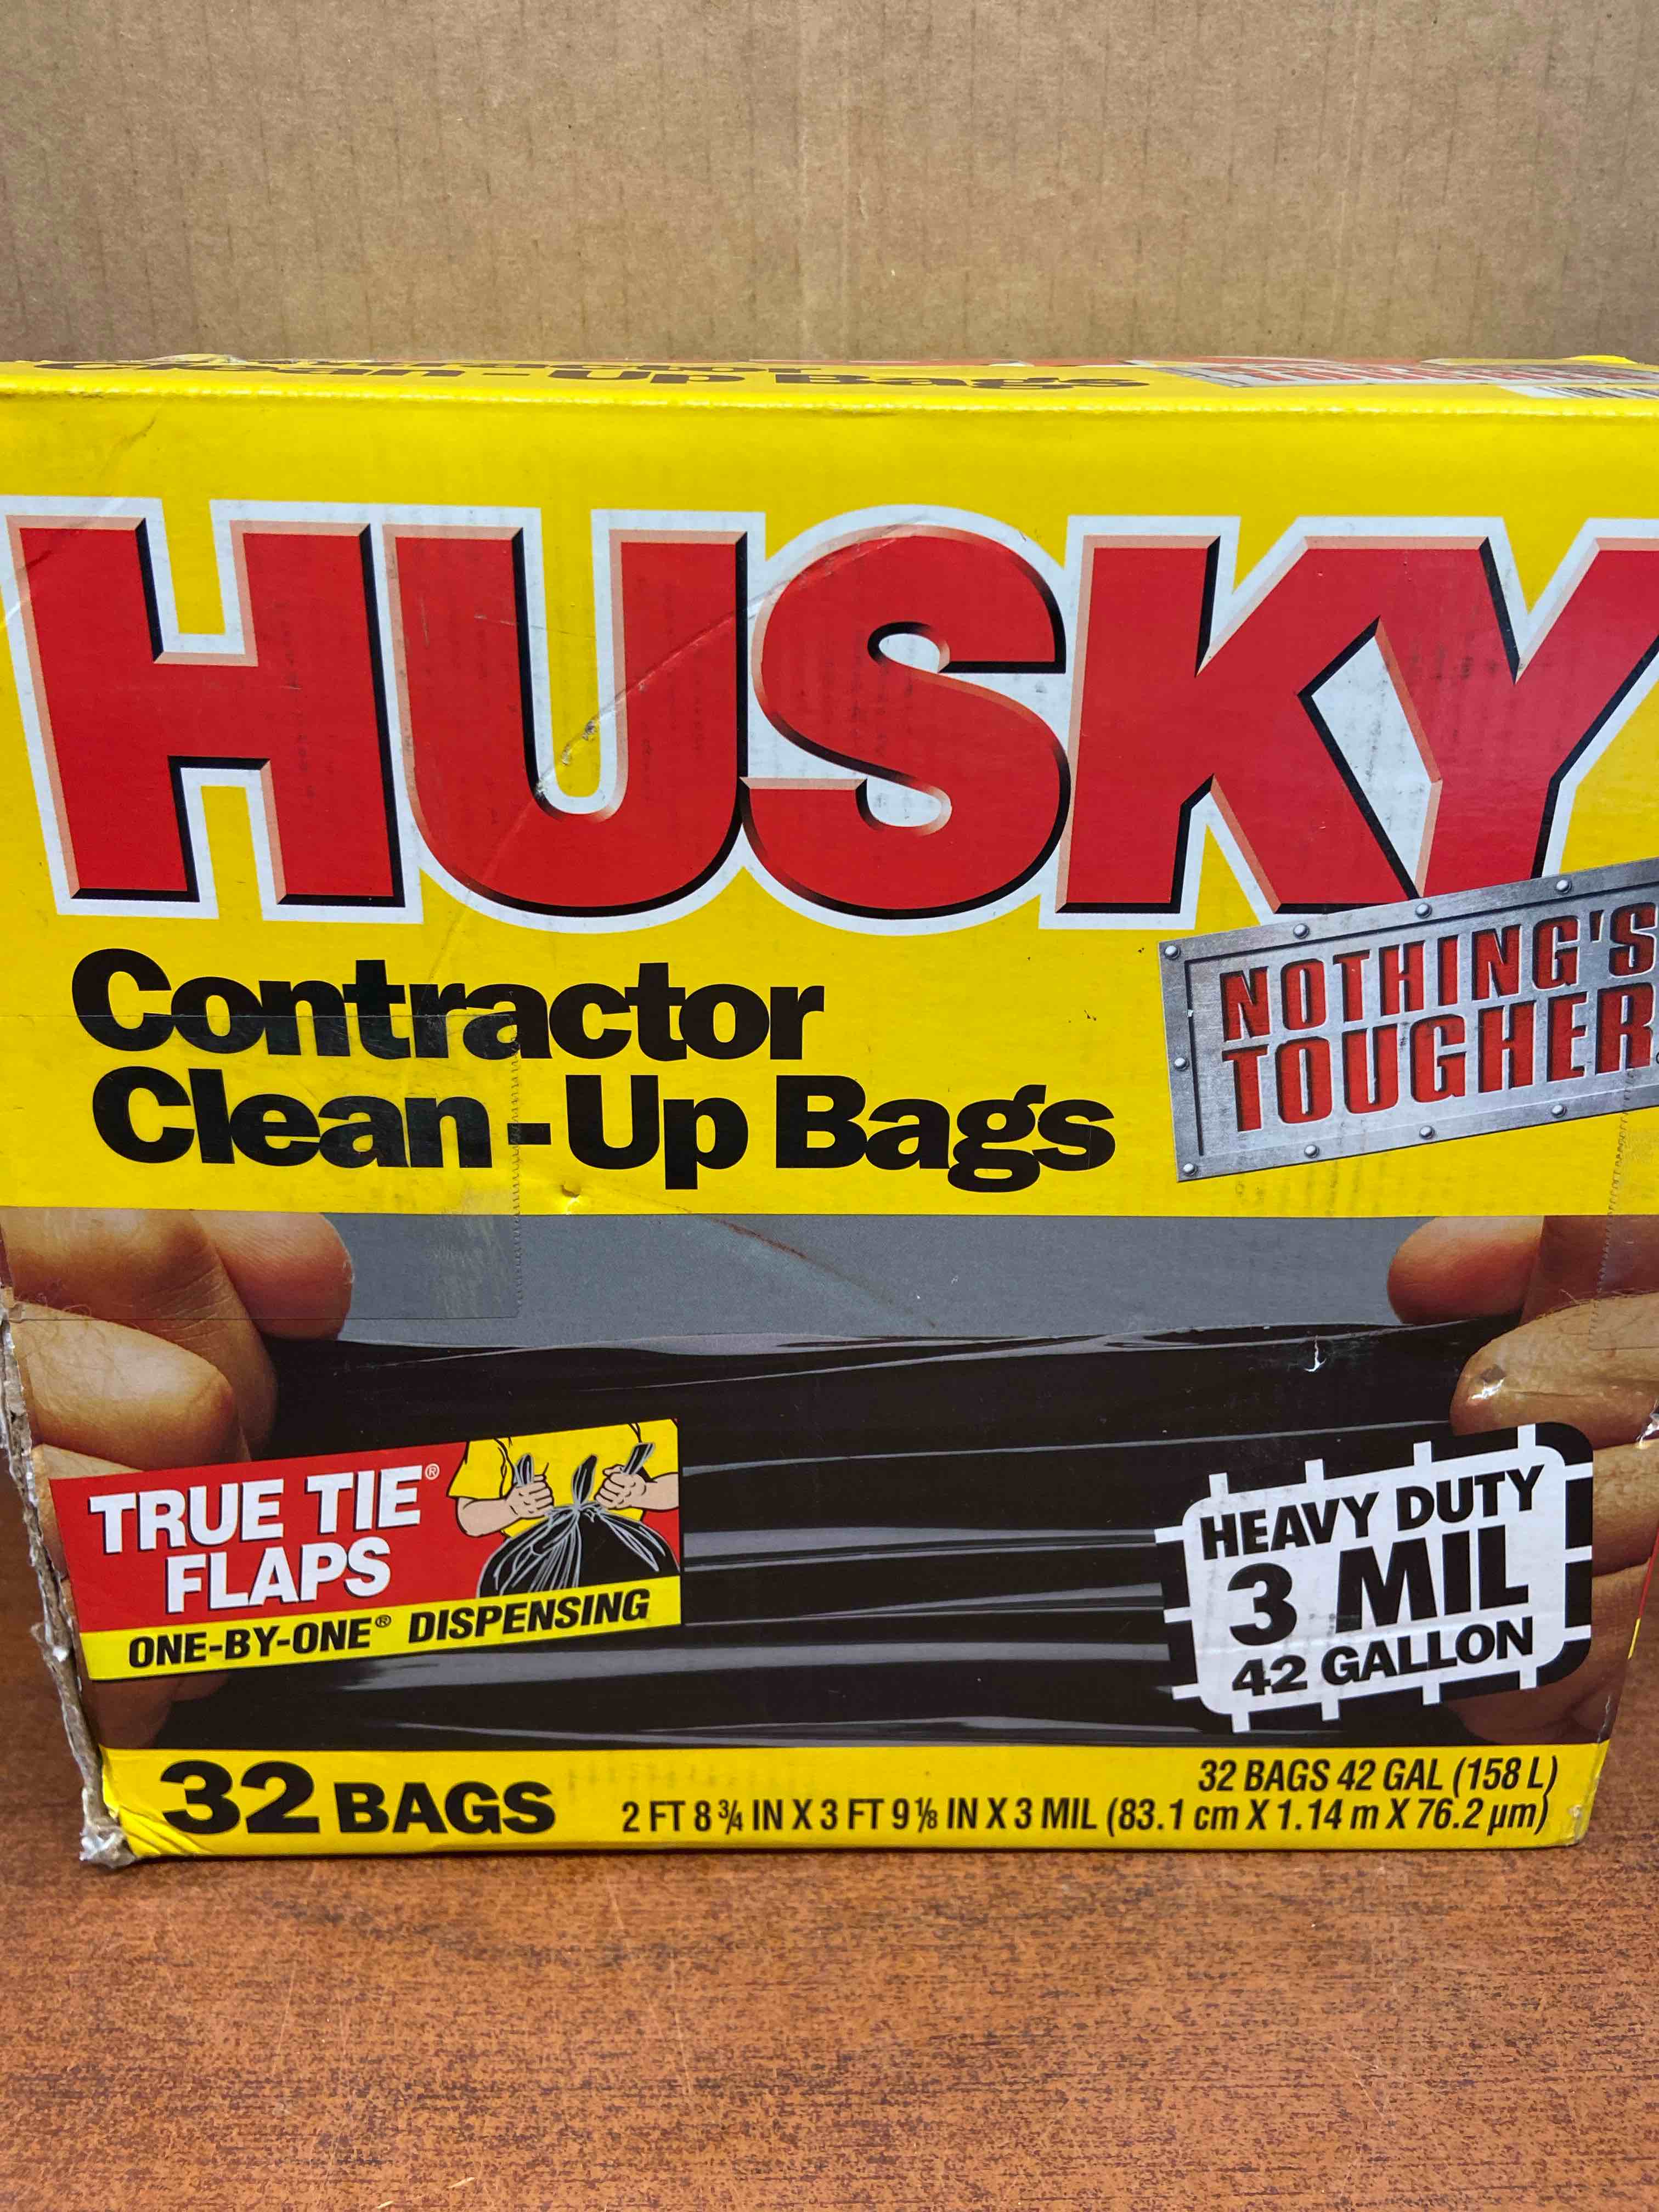 Clean-Up Bags
HUSKY
Contractor
Clean-Up Bags
NOTHING'S
TOUGHER
TRUE TIE®
FLAPS
ONE-BY-ONE® DISPENSING
HEAVY DUTY
3 MIL
42 GALLON
32 BAGS
32 BAGS 42 GAL (158 L)
2 FT 8 ¾ IN X 3 FT 9 ⅛ IN X 3 MIL (83.1 cm X 1.14 m X 76.2 µm)